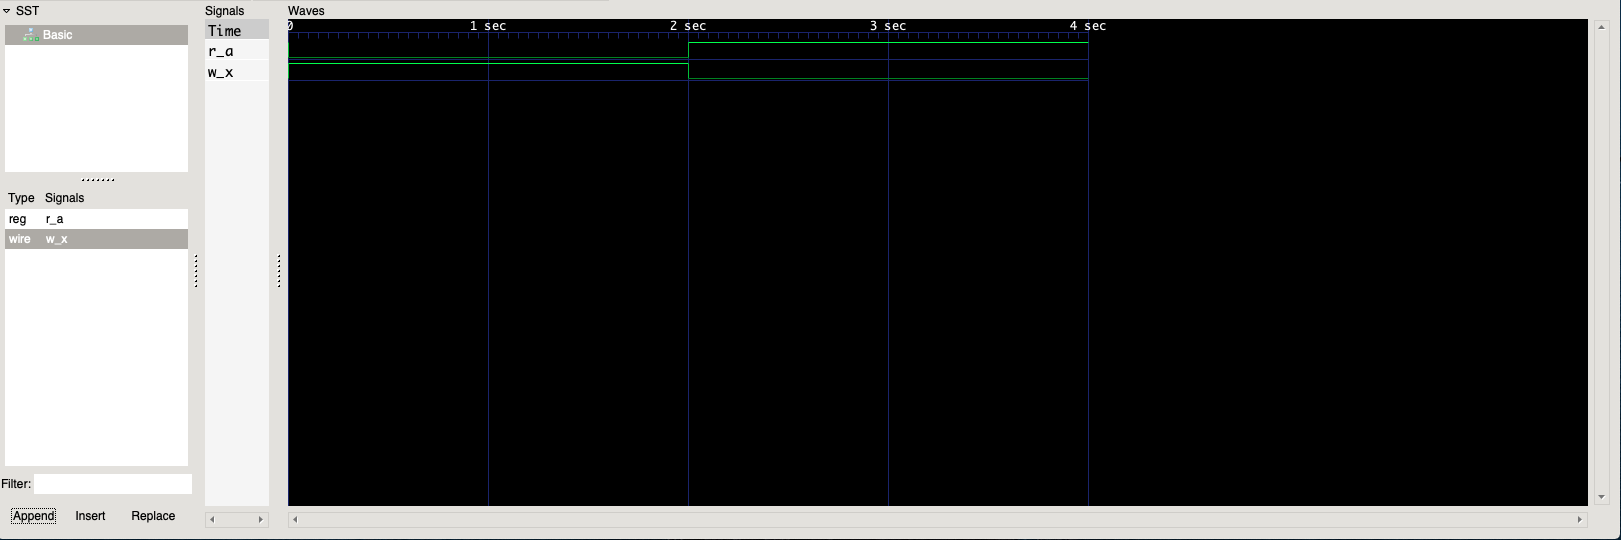 SST
Basic
Type Signals
reg r_a
wire w_x
Filter:
Append Insert Replace
Signals
Time
r_a
w_x
Waves
0 1 sec 2 sec 3 sec 4 sec